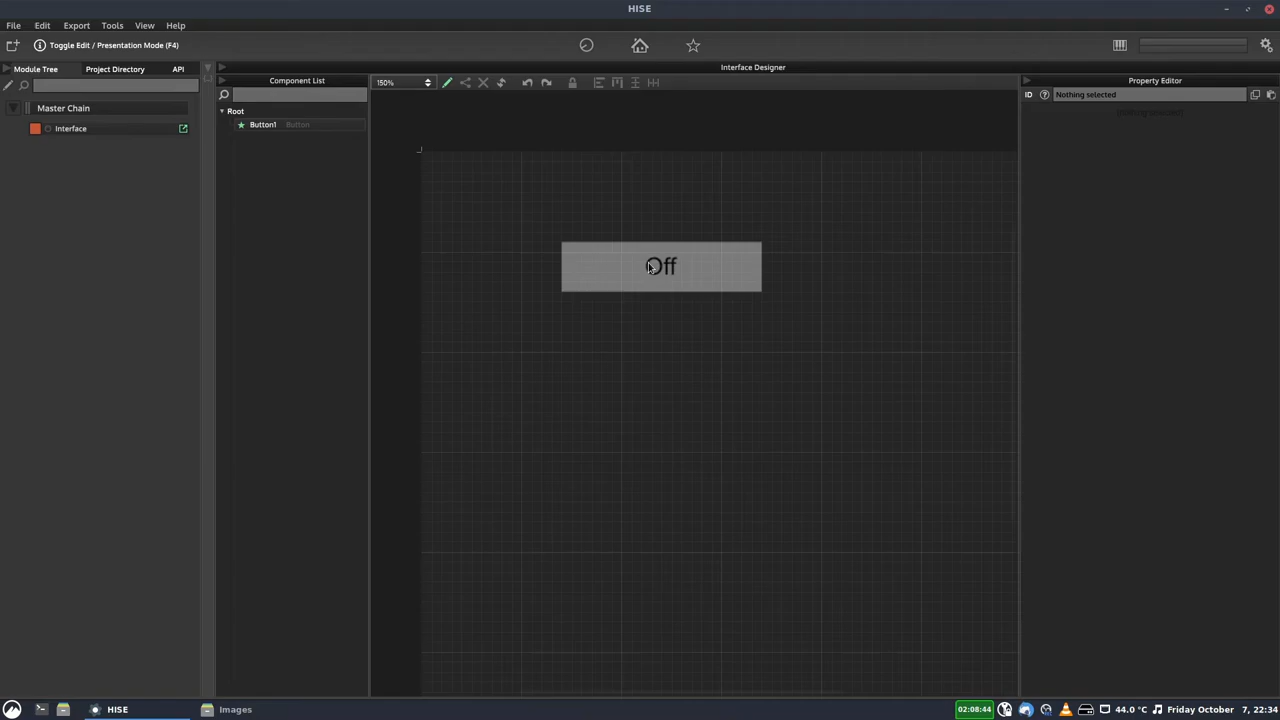 HISE
File Edit Export Tools View Help
Toggle Edit / Presentation Mode (F4)
Module Tree Project Directory API
Master Chain
Interface
Interface Designer
Component List
Root
Button1 Button
150%
Off
Property Editor
ID Nothing selected
(nothing selected)
HISE Images 02:08:44 44.0 °C Friday October 7, 22:34